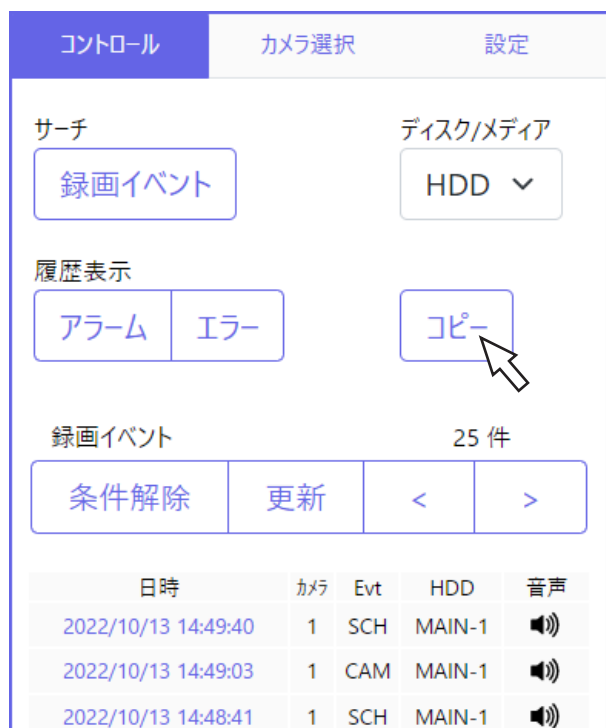 コントロール カメラ選択 設定
サーチ ディスク/メディア
録画イベント HDD
履歴表示
アラーム エラー コピー
録画イベント 25 件
条件解除 更新 < >
日時 ｶﾒﾗ Evt HDD 音声
2022/10/13 14:49:40 1 SCH MAIN-1
2022/10/13 14:49:03 1 CAM MAIN-1
2022/10/13 14:48:41 1 SCH MAIN-1